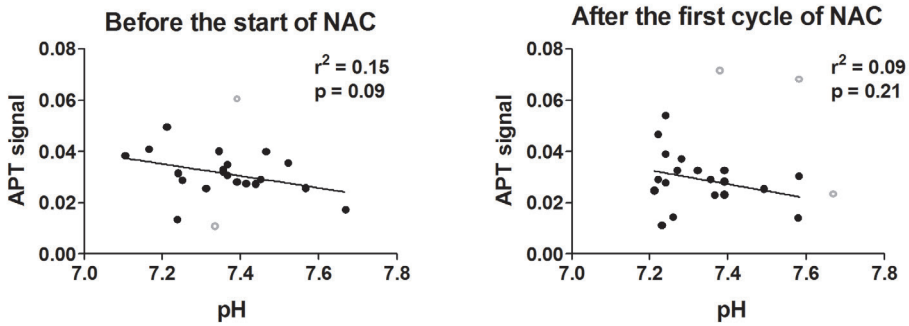 Before the start of NAC
r² = 0.15
p = 0.09
0.08
0.06
0.04
0.02
0.00
APT signal
7.0 7.2 7.4 7.6 7.8
pH
After the first cycle of NAC
r² = 0.09
p = 0.21
0.08
0.06
0.04
0.02
0.00
APT signal
7.0 7.2 7.4 7.6 7.8
pH